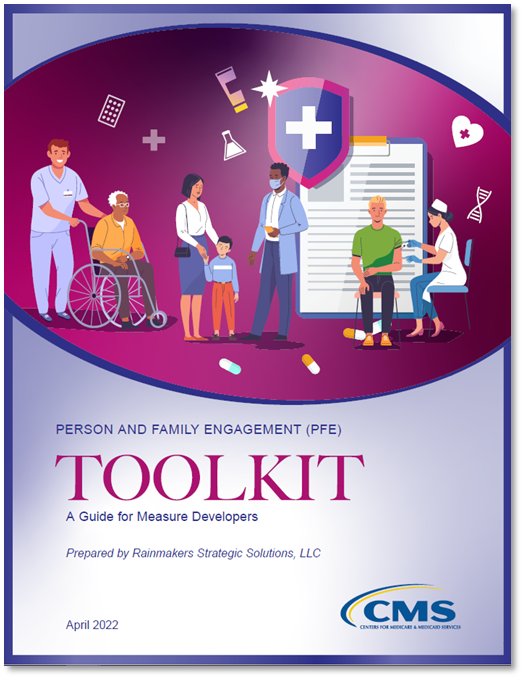 PERSON AND FAMILY ENGAGEMENT (PFE)
TOOLKIT
A Guide for Measure Developers
Prepared by Rainmakers Strategic Solutions, LLC
April 2022
CMS
CENTERS FOR MEDICARE & MEDICAID SERVICES